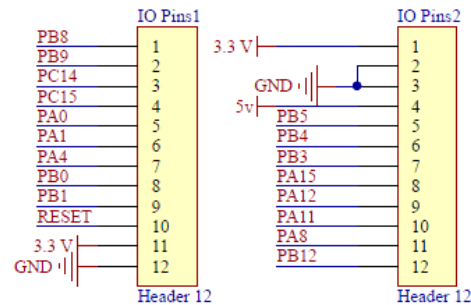 IO Pins1
PB8 1
PB9 2
PC14 3
PC15 4
PA0 5
PA1 6
PA4 7
PB0 8
PB1 9
RESET 10
3.3 V 11
GND 12
Header 12
IO Pins2
3.3 V 1
2
GND 3
5v 4
PB5 5
PB4 6
PB3 7
PA15 8
PA12 9
PA11 10
PA8 11
PB12 12
Header 12